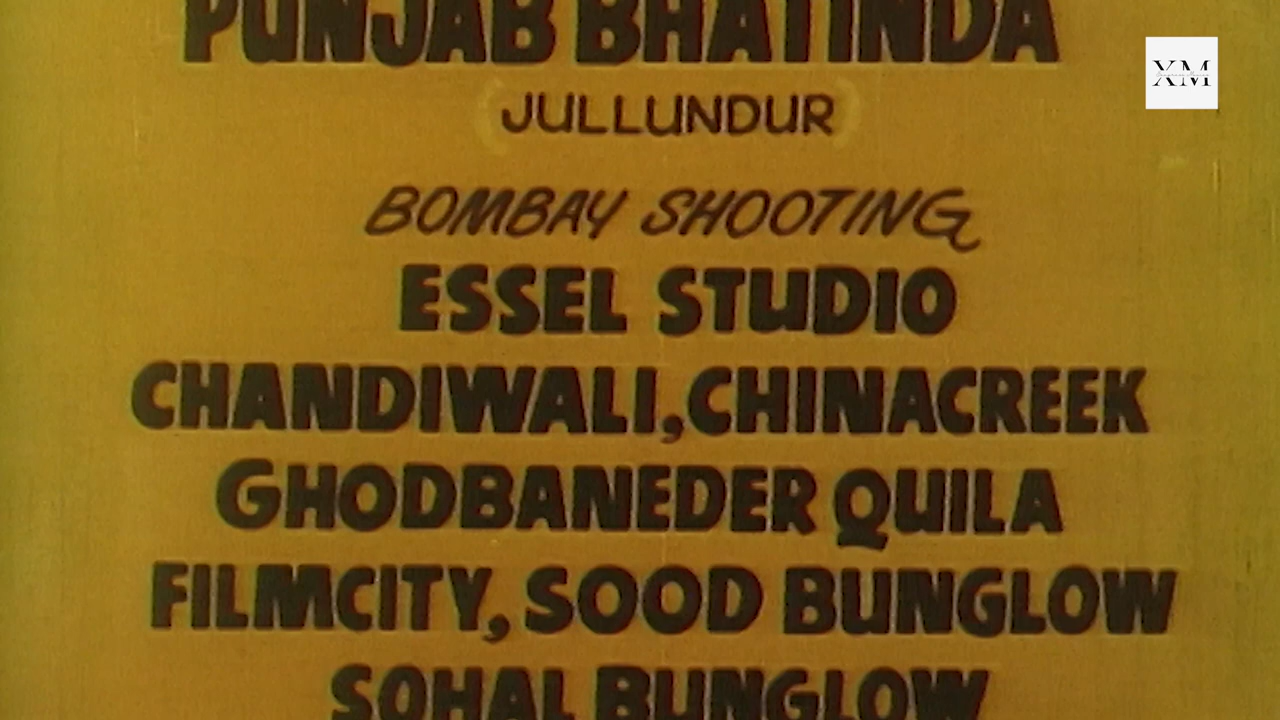 PUNJAB BHATINDA
(JULLUNDUR)
BOMBAY SHOOTING
ESSEL STUDIO
CHANDIWALI, CHINACREEK
GHODBANEDER QUILA
FILMCITY, SOOD BUNGLOW
SOHAL BUNGLOW
XM